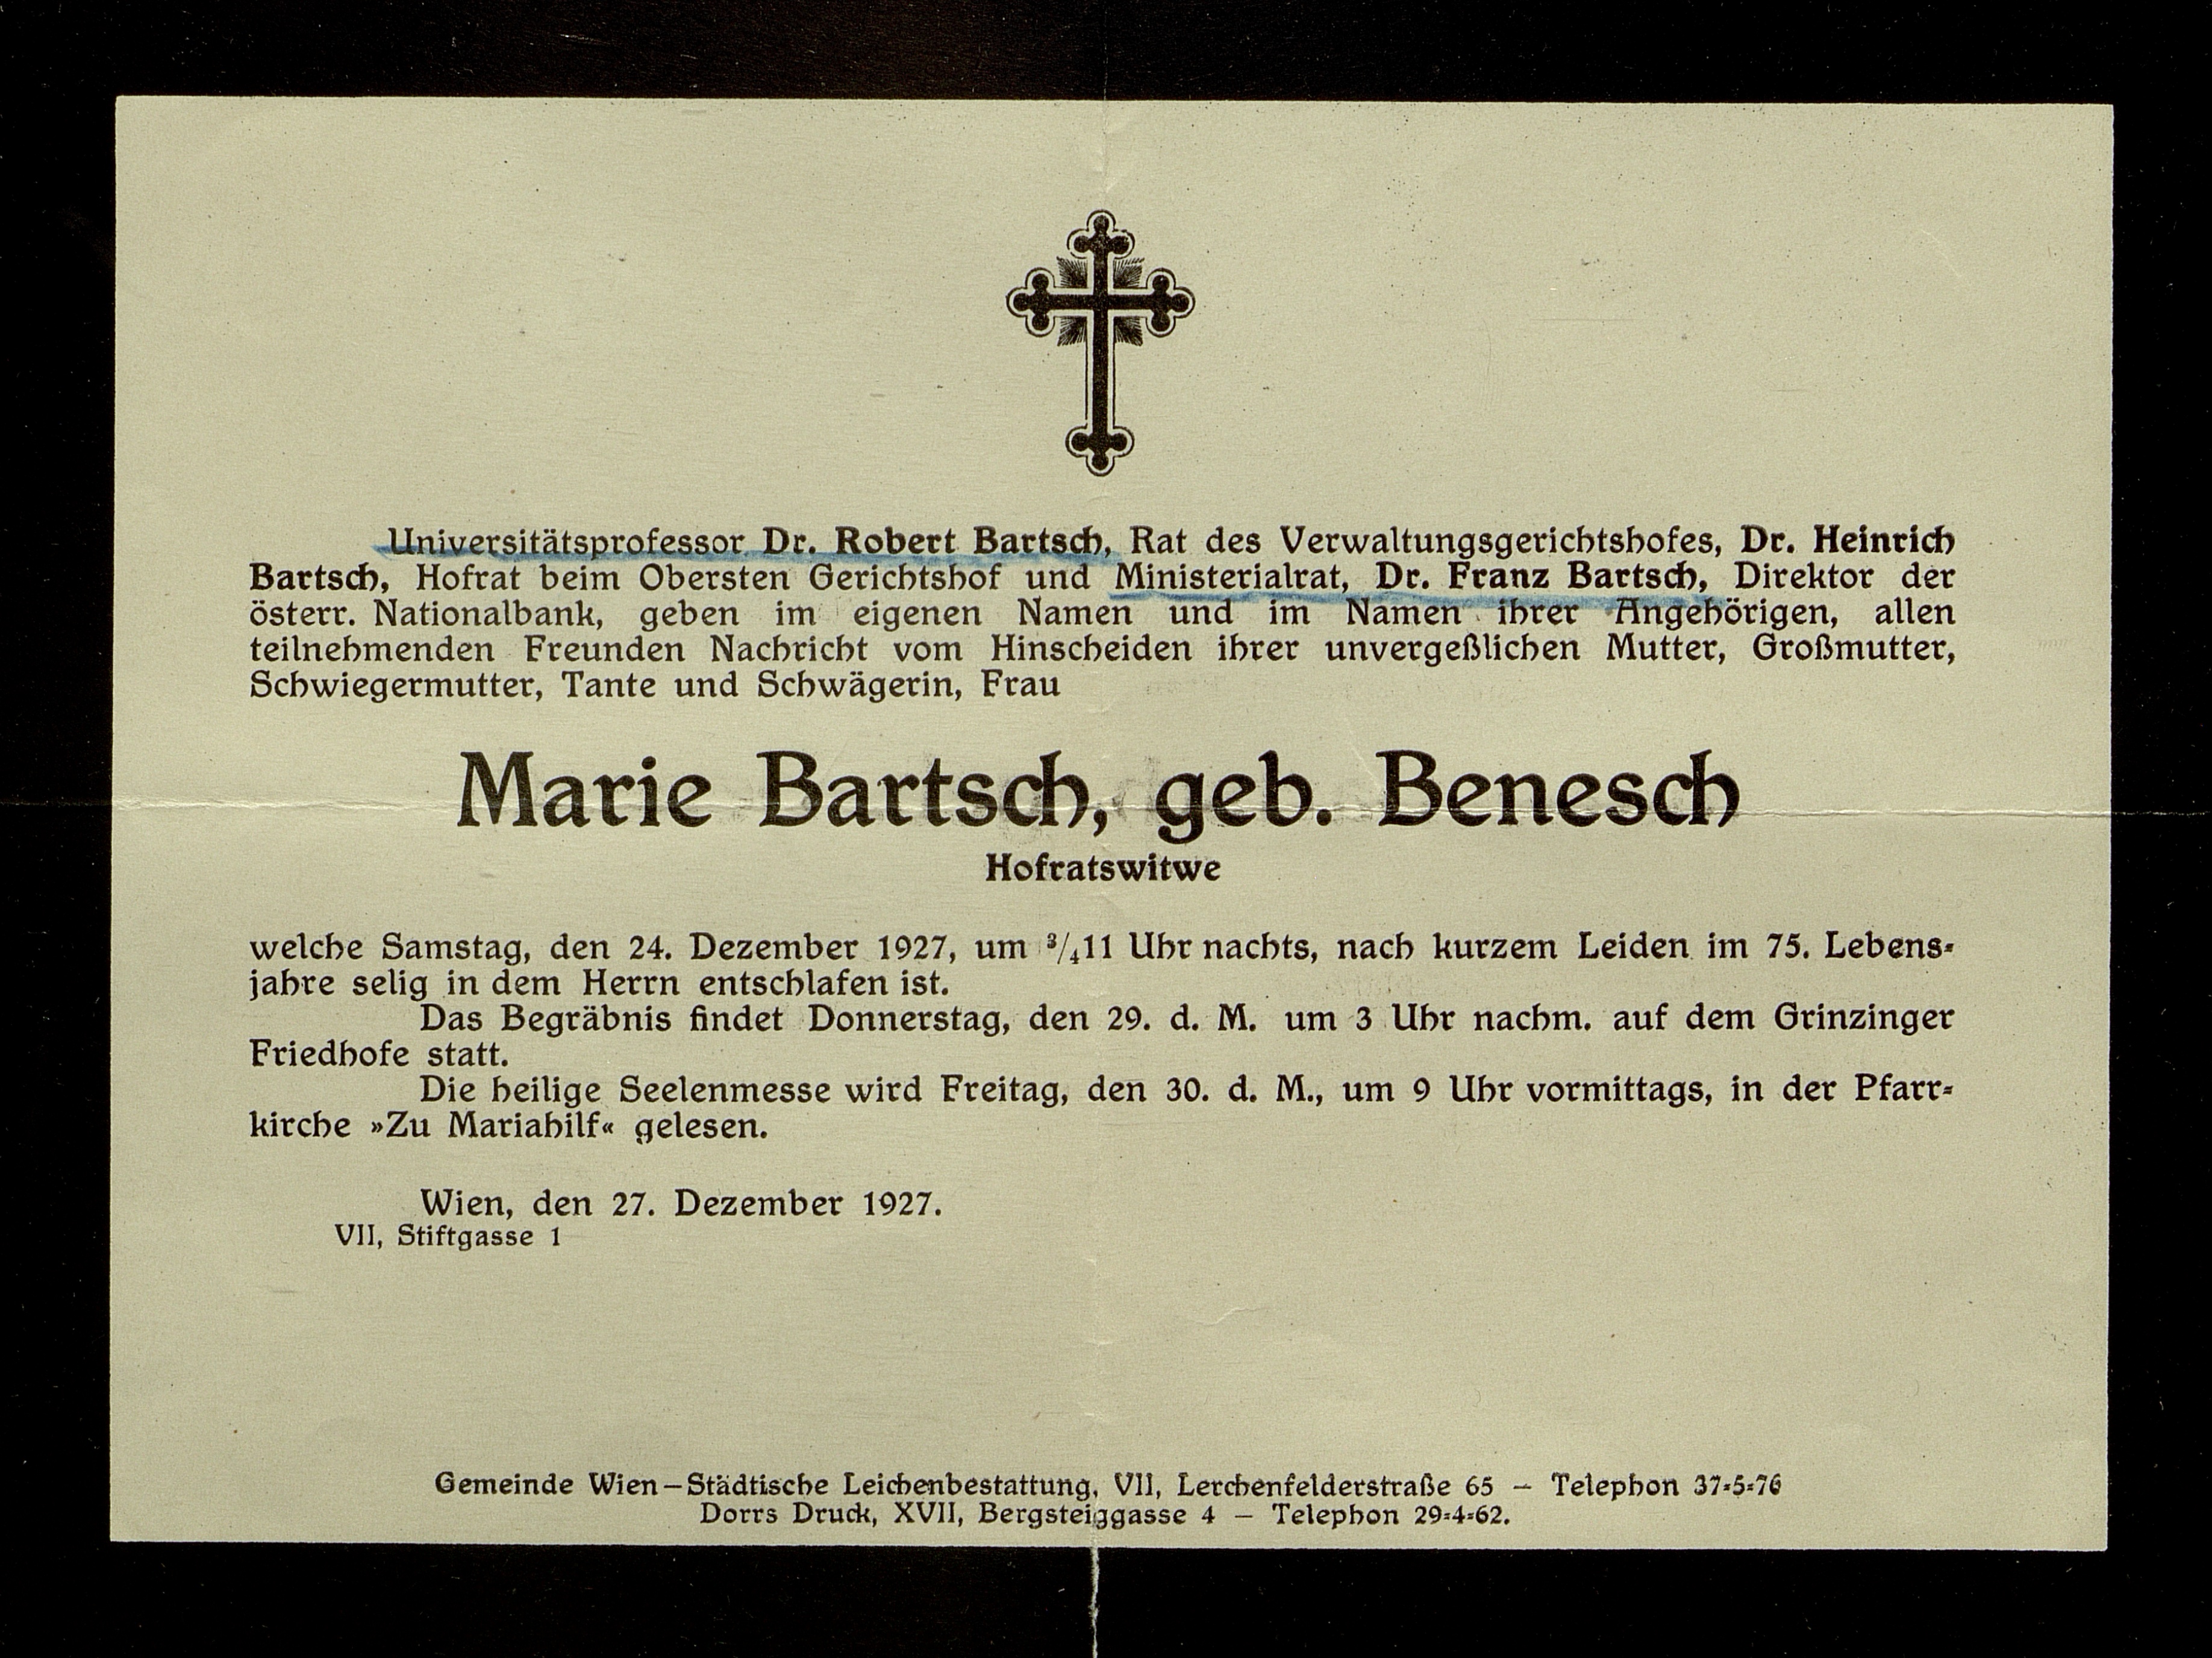 Universitätsprofessor Dr. Robert Bartsch, Rat des Verwaltungsgerichtshofes, Dr. Heinrich
Bartsch, Hofrat beim Obersten Gerichtshof und Ministerialrat, Dr. Franz Bartsch, Direktor der
österr. Nationalbank, geben im eigenen Namen und im Namen ihrer Angehörigen, allen
teilnehmenden Freunden Nachricht vom Hinscheiden ihrer unvergeßlichen Mutter, Großmutter,
Schwiegermutter, Tante und Schwägerin, Frau
Marie Bartsch, geb. Benesch
Hofratswitwe
welche Samstag, den 24. Dezember 1927, um ³/₄11 Uhr nachts, nach kurzem Leiden im 75. Lebens-
jahre selig in dem Herrn entschlafen ist.
Das Begräbnis findet Donnerstag, den 29. d. M. um 3 Uhr nachm. auf dem Grinzinger
Friedhofe statt.
Die heilige Seelenmesse wird Freitag, den 30. d. M., um 9 Uhr vormittags, in der Pfarr-
kirche »Zu Mariahilf« gelesen.
Wien, den 27. Dezember 1927.
VII, Stiftgasse 1
Gemeinde Wien—Städtische Leichenbestattung, VII, Lerchenfelderstraße 65 — Telephon 37-5-76
Dorrs Druck, XVII, Bergsteiggasse 4 — Telephon 29-4-62.